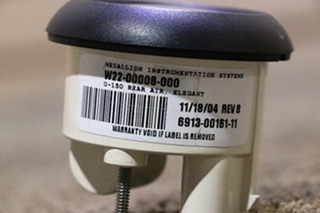 MEDALLION INSTRUMENTATION SYSTEMS
W22-00008-000
0-150 REAR AIR, ELEGANT
11/18/04 REV B
6913-00161-11
WARRANTY VOID IF LABEL IS REMOVED